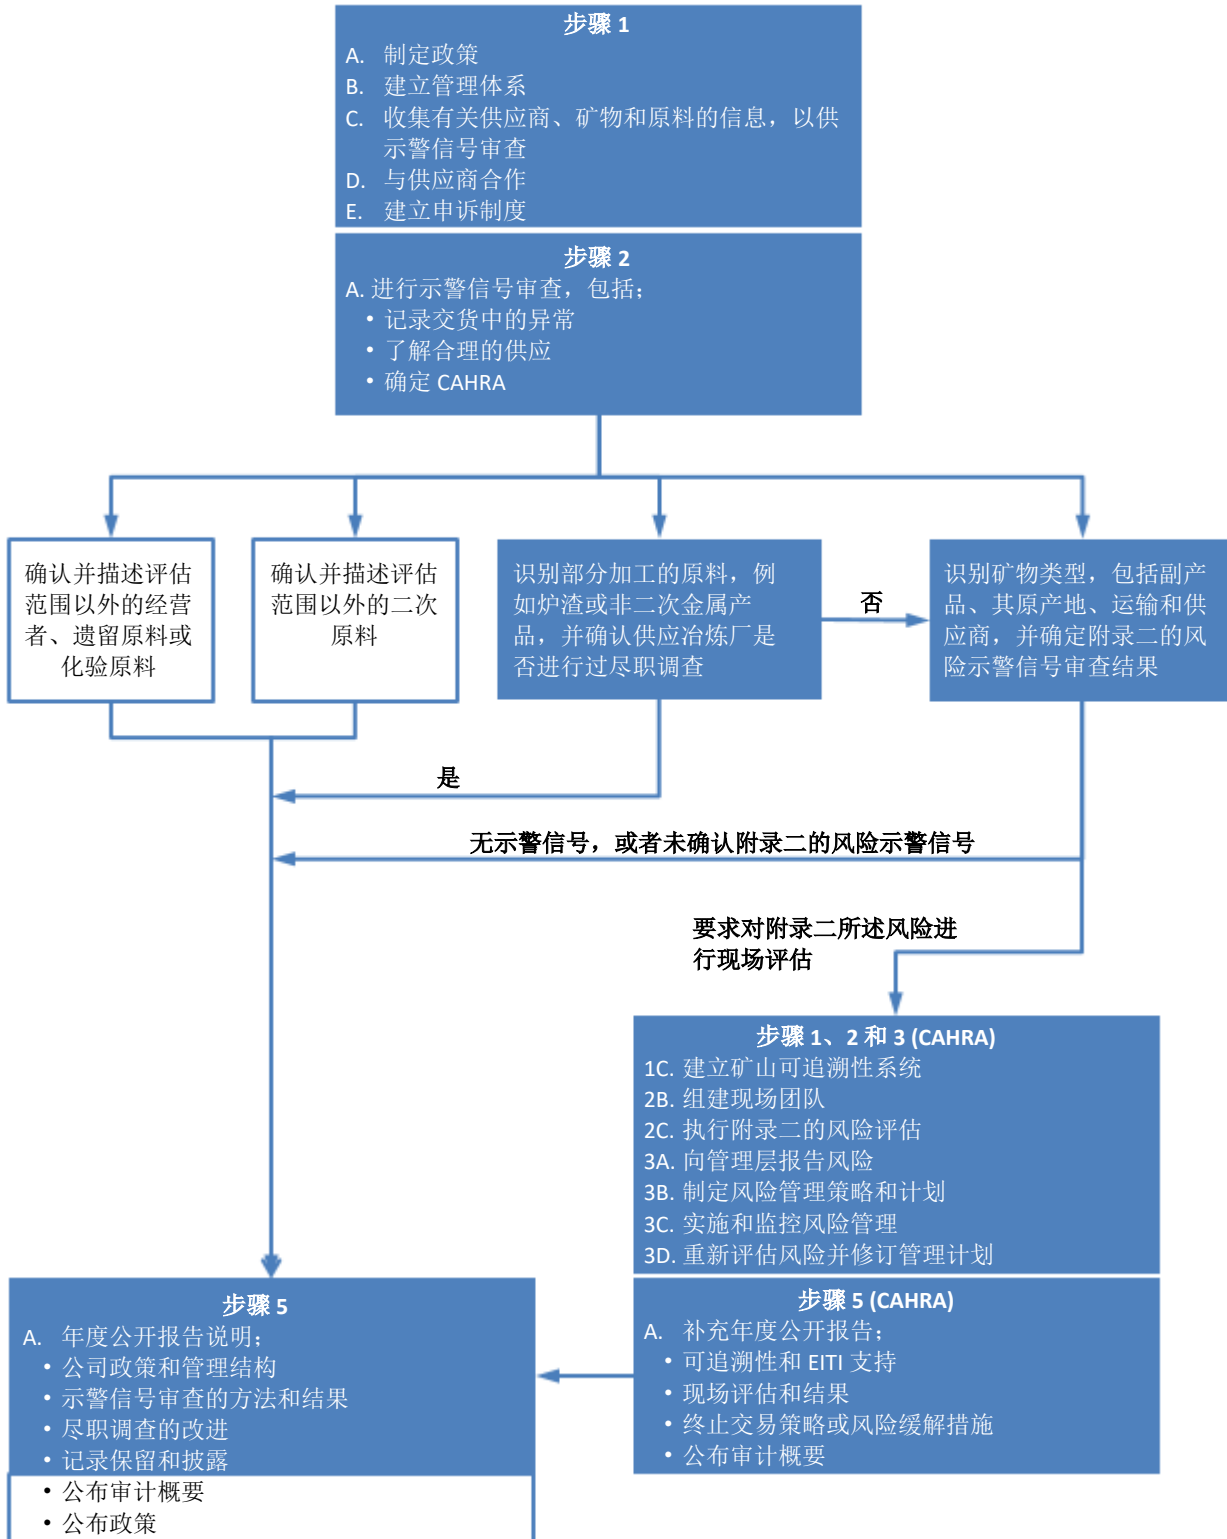 步骤 1
A. 制定政策
B. 建立管理体系
C. 收集有关供应商、矿物和原料的信息，以供
示警信号审查
D. 与供应商合作
E. 建立申诉制度
步骤 2
A. 进行示警信号审查，包括；
• 记录交货中的异常
• 了解合理的供应
• 确定 CAHRA
确认并描述评估
范围以外的经营
者、遗留原料或
化验原料
确认并描述评估
范围以外的二次
原料
识别部分加工的原料，例
如炉渣或非二次金属产
品，并确认供应冶炼厂是
否进行过尽职调查
否
识别矿物类型，包括副产
品、其原产地、运输和供
应商，并确定附录二的风
险示警信号审查结果
是
无示警信号，或者未确认附录二的风险示警信号
要求对附录二所述风险进
行现场评估
步骤 1、2 和 3 (CAHRA)
1C. 建立矿山可追溯性系统
2B. 组建现场团队
2C. 执行附录二的风险评估
3A. 向管理层报告风险
3B. 制定风险管理策略和计划
3C. 实施和监控风险管理
3D. 重新评估风险并修订管理计划
步骤 5
A. 年度公开报告说明；
• 公司政策和管理结构
• 示警信号审查的方法和结果
• 尽职调查的改进
• 记录保留和披露
• 公布审计概要
• 公布政策
步骤 5 (CAHRA)
A. 补充年度公开报告；
• 可追溯性和 EITI 支持
• 现场评估和结果
• 终止交易策略或风险缓解措施
• 公布审计概要